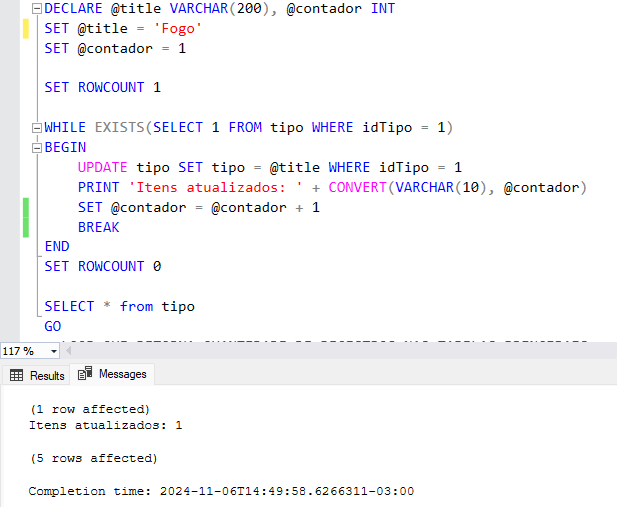 DECLARE @title VARCHAR(200), @contador INT
SET @title = 'Fogo'
SET @contador = 1
SET ROWCOUNT 1
WHILE EXISTS(SELECT 1 FROM tipo WHERE idTipo = 1)
BEGIN
UPDATE tipo SET tipo = @title WHERE idTipo = 1
PRINT 'Itens atualizados: ' + CONVERT(VARCHAR(10), @contador)
SET @contador = @contador + 1
BREAK
END
SET ROWCOUNT 0
SELECT * from tipo
GO
117 %
Results Messages
(1 row affected)
Itens atualizados: 1
(5 rows affected)
Completion time: 2024-11-06T14:49:58.6266311-03:00